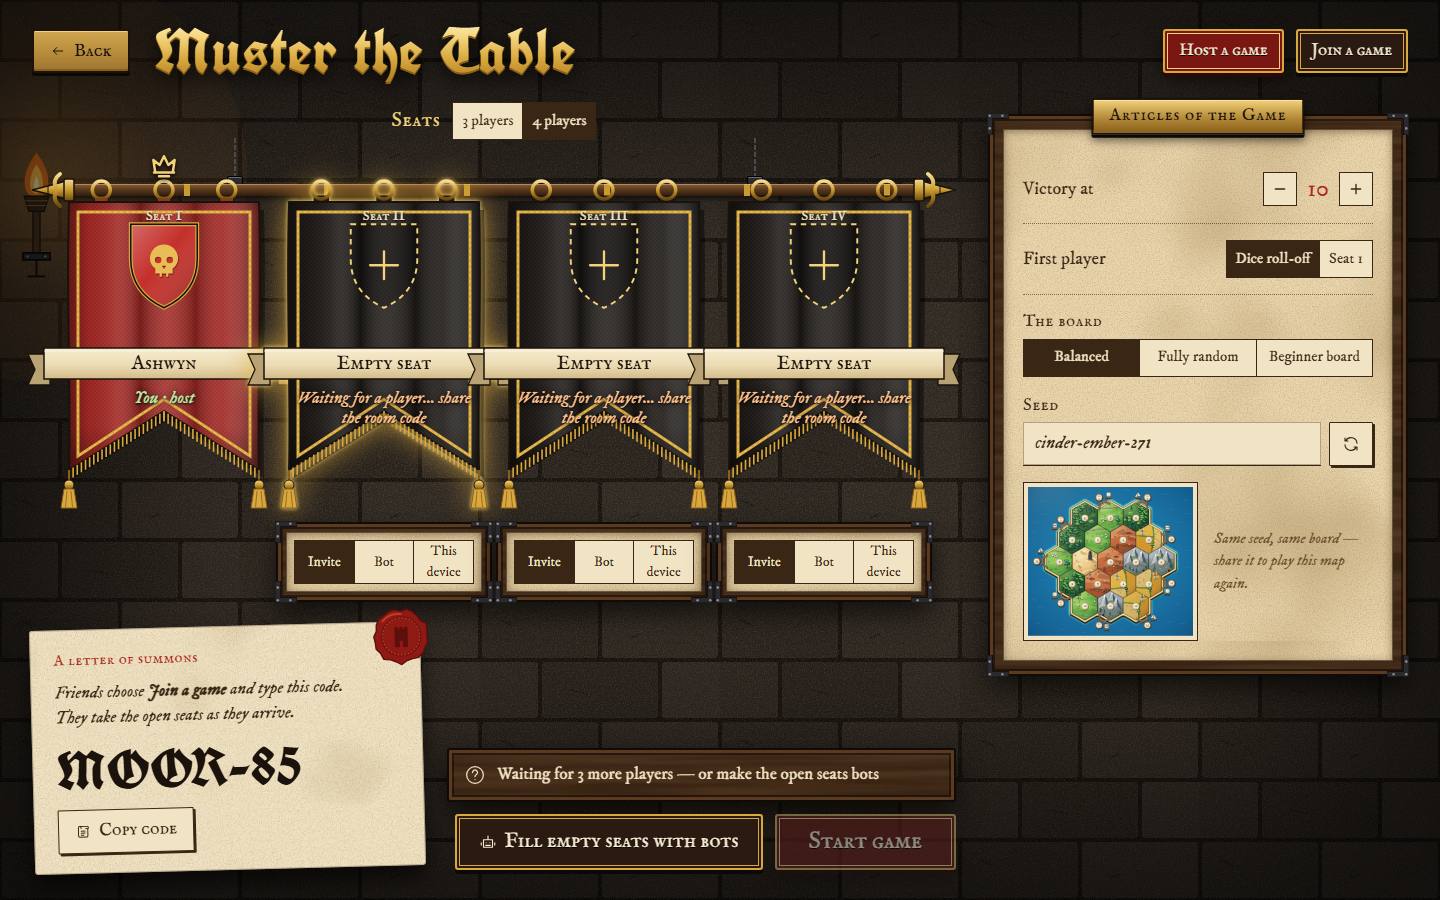 ← Back
Muster the Table
Host a game
Join a game
Seats
3 players
4 players
Articles of the Game
Seat I
Seat II
Seat III
Seat IV
Ashwyn
Empty seat
Empty seat
Empty seat
You · host
Waiting for a player... share
the room code
Waiting for a player... share
the room code
Waiting for a player... share
the room code
Invite
Bot
This
device
Invite
Bot
This
device
Invite
Bot
This
device
Victory at
− 10 +
First player
Dice roll-off
Seat 1
The board
Balanced
Fully random
Beginner board
Seed
cinder-ember-271
Same seed, same board —
share it to play this map
again.
A letter of summons
Friends choose Join a game and type this code.
They take the open seats as they arrive.
MOOR-85
Copy code
Waiting for 3 more players — or make the open seats bots
Fill empty seats with bots
Start game